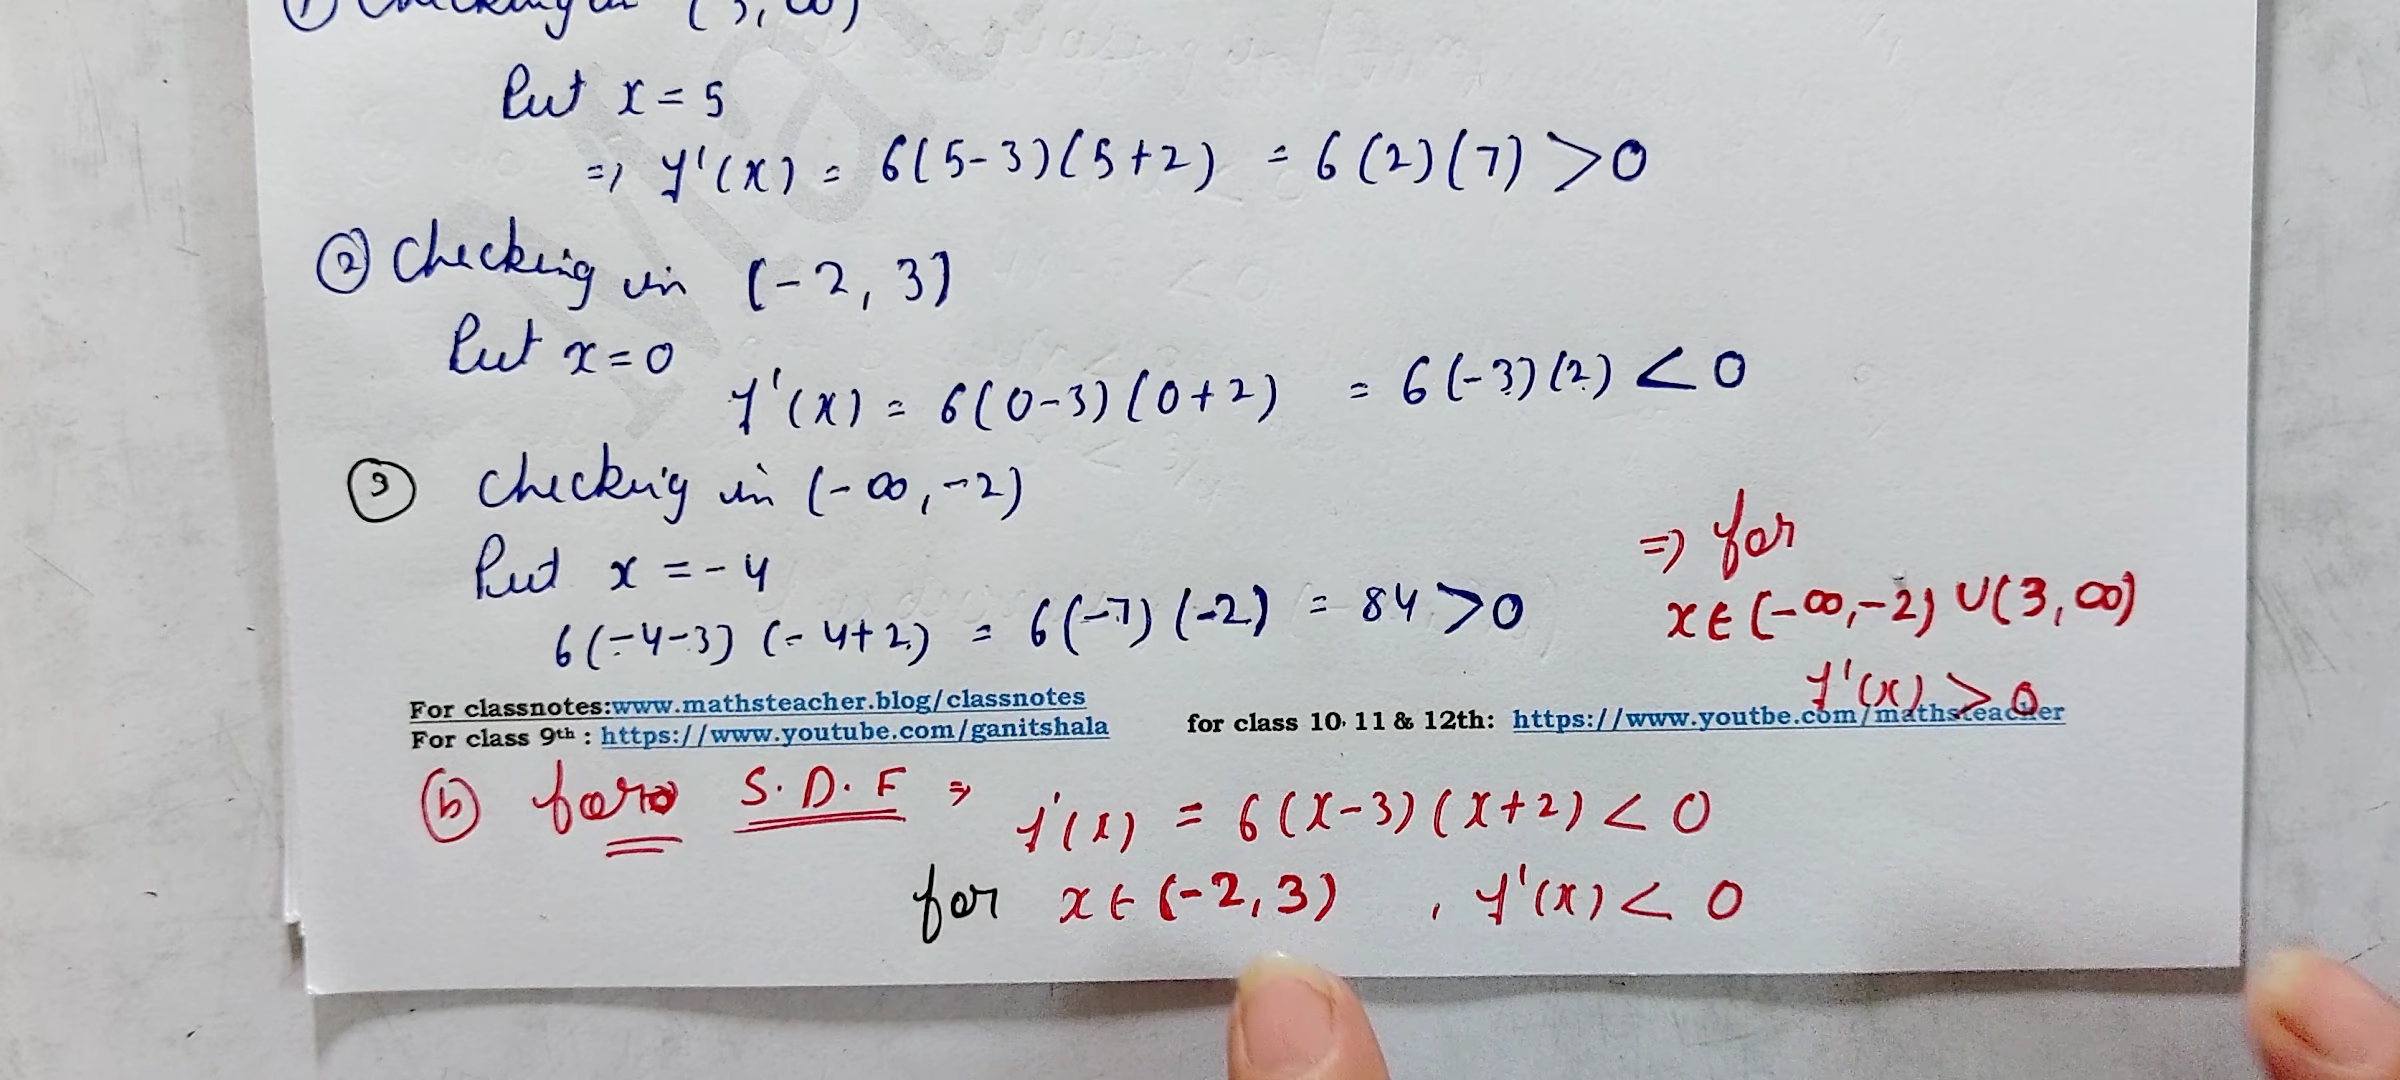 ① Checking in (3, ∞)
Put x = 5
⇒ f'(x) = 6(5-3)(5+2) = 6(2)(7) >0
② Checking in (-2, 3)
Put x=0
f'(x) = 6(0-3)(0+2) = 6(-3)(2) <0
③ Checking in (-∞, -2)
Put x = -4
6(-4-3) (-4+2) = 6(-7)(-2) = 84 >0
⇒ for
x∈(-∞,-2) ∪(3,∞)
f'(x) >0
For classnotes:www.mathsteacher.blog/classnotes
For class 9th : https://www.youtube.com/ganitshala
for class 10, 11 & 12th: https://www.youtbe.com/mathsteacher
ⓑ for S.D.F ⇒ f'(x) = 6(x-3)(x+2) < 0
for x∈(-2,3) , f'(x) < 0